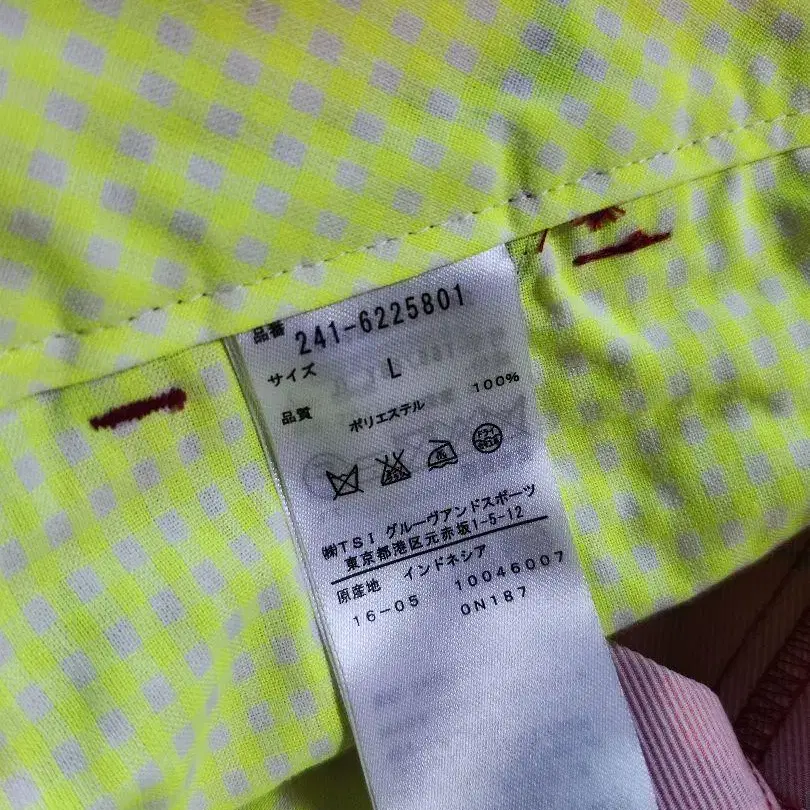 品番 241-6225801
サイズ L
品質 ポリエステル 100%
㈱TSI グルーヴアンドスポーツ
東京都港区元赤坂1-5-12
原産地 インドネシア
16-05 10046007
0N187